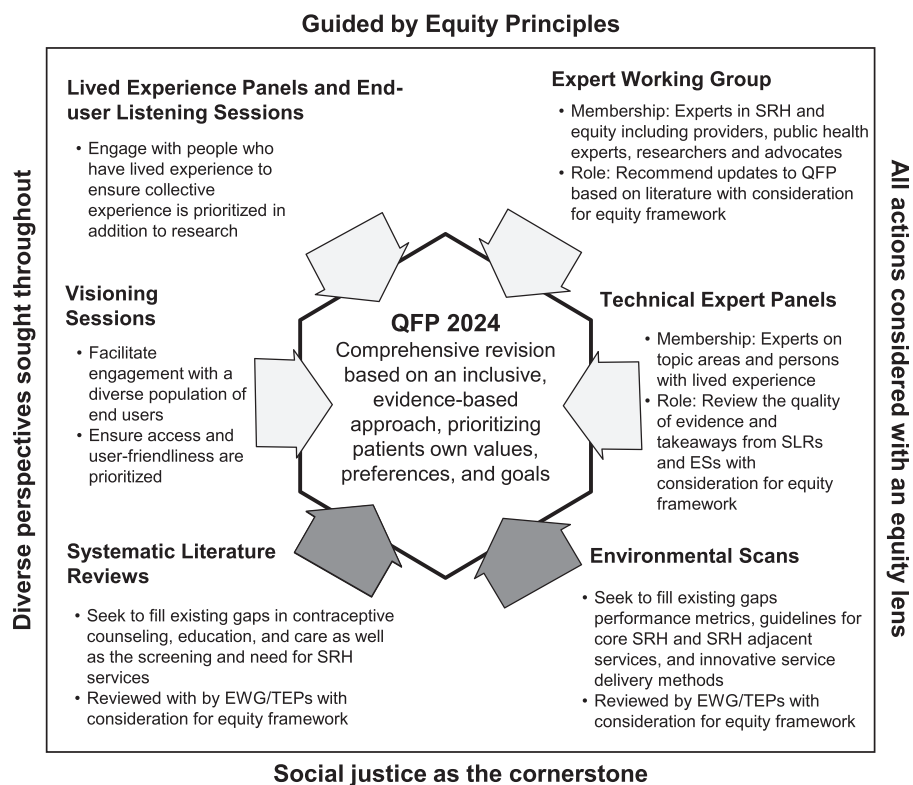 Guided by Equity Principles
Diverse perspectives sought throughout
Lived Experience Panels and End-
user Listening Sessions
• Engage with people who
have lived experience to
ensure collective
experience is prioritized in
addition to research
Expert Working Group
• Membership: Experts in SRH and
equity including providers, public health
experts, researchers and advocates
• Role: Recommend updates to QFP
based on literature with consideration
for equity framework
Visioning
Sessions
• Facilitate
engagement with a
diverse population of
end users
• Ensure access and
user-friendliness are
prioritized
QFP 2024
Comprehensive revision
based on an inclusive,
evidence-based
approach, prioritizing
patients own values,
preferences, and goals
Technical Expert Panels
• Membership: Experts on
topic areas and persons
with lived experience
• Role: Review the quality
of evidence and
takeaways from SLRs
and ESs with
consideration for equity
framework
Systematic Literature
Reviews
• Seek to fill existing gaps in contraceptive
counseling, education, and care as well
as the screening and need for SRH
services
• Reviewed with by EWG/TEPs with
consideration for equity framework
Environmental Scans
• Seek to fill existing gaps
performance metrics, guidelines for
core SRH and SRH adjacent
services, and innovative service
delivery methods
• Reviewed by EWG/TEPs with
consideration for equity framework
All actions considered with an equity lens
Social justice as the cornerstone